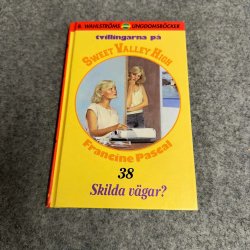 B. WAHLSTRÖMS UNGDOMSBÖCKER
tvillingarna på
SWEET VALLEY HIGH
Francine Pascal
38
Skilda vägar?